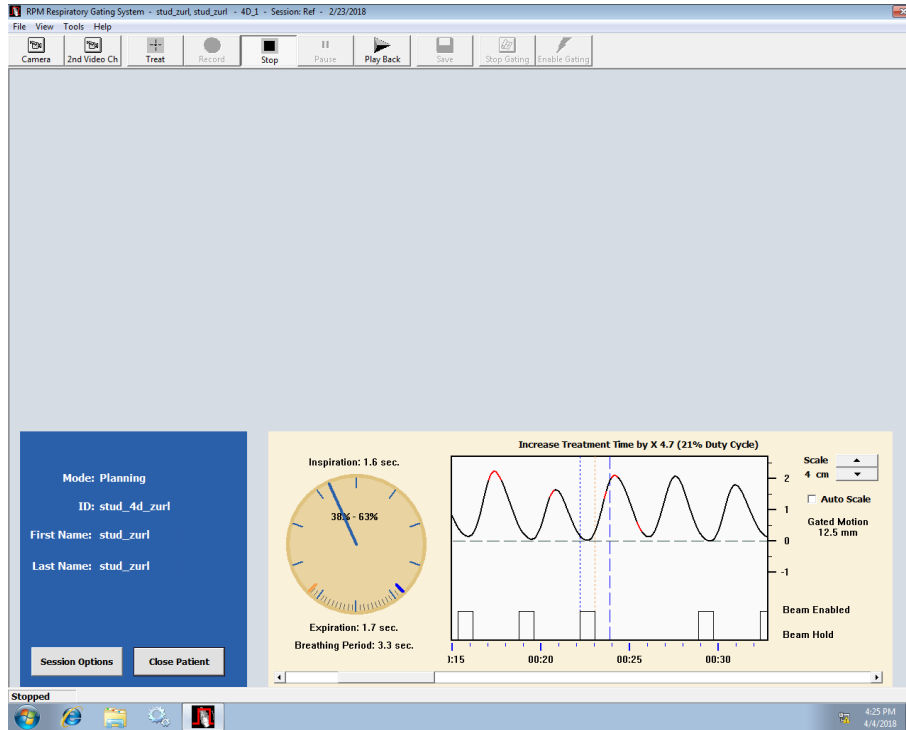 RPM Respiratory Gating System - stud_zurl, stud_zurl - 4D_1 - Session: Ref - 2/23/2018
File View Tools Help
Camera 2nd Video Ch Treat Record Stop Pause Play Back Save Stop Gating Enable Gating
Increase Treatment Time by X 4.7 (21% Duty Cycle)
Inspiration: 1.6 sec.
38% - 63%
Expiration: 1.7 sec.
Breathing Period: 3.3 sec.
Mode: Planning
ID: stud_4d_zurl
First Name: stud_zurl
Last Name: stud_zurl
Session Options Close Patient
2
1
0
-1
Scale
4 cm
Auto Scale
Gated Motion
12.5 mm
Beam Enabled
Beam Hold
):15 00:20 00:25 00:30
Stopped
4:25 PM
4/4/2018